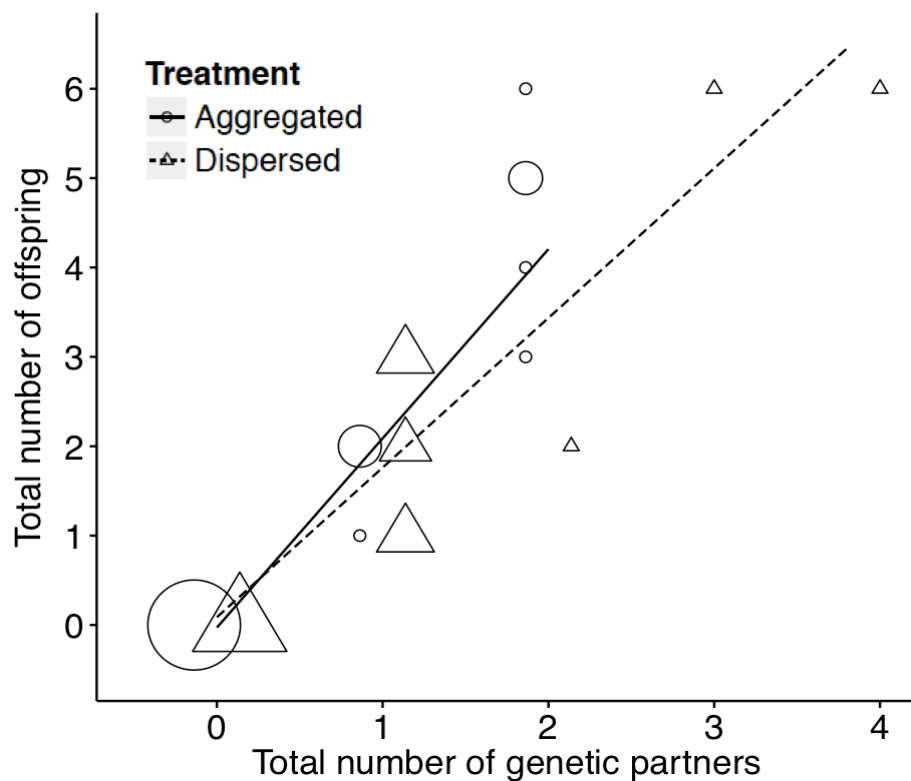 Treatment
Aggregated
Dispersed
Total number of offspring
6
5
4
3
2
1
0
0 1 2 3 4
Total number of genetic partners